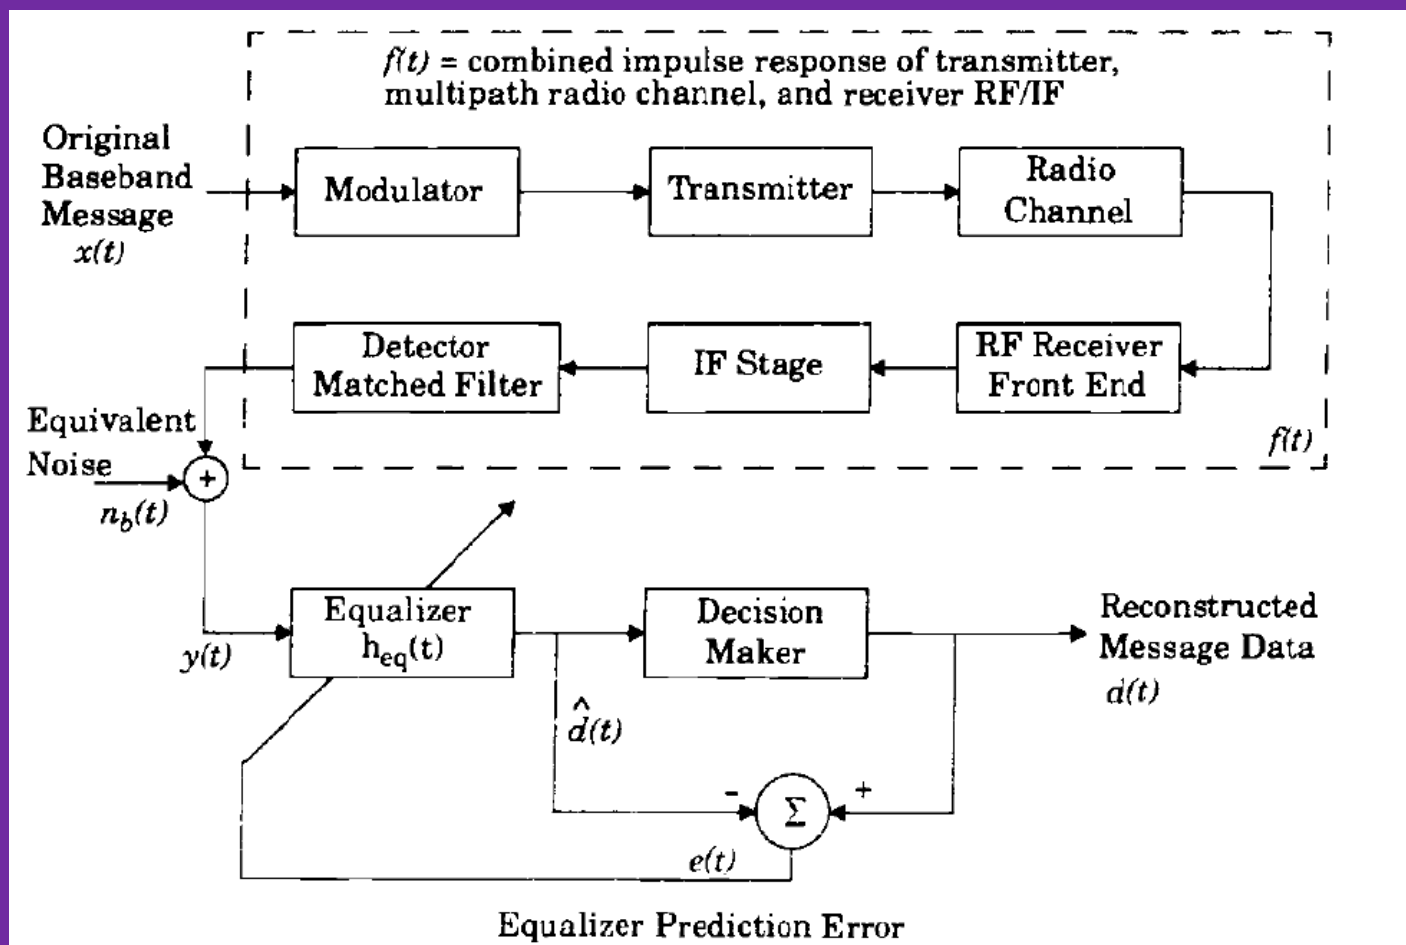 f(t) = combined impulse response of transmitter,
multipath radio channel, and receiver RF/IF
Original
Baseband
Message
x(t)
Modulator
Transmitter
Radio
Channel
Detector
Matched Filter
IF Stage
RF Receiver
Front End
f(t)
Equivalent
Noise
n_b(t)
+
y(t)
Equalizer
h_eq(t)
Decision
Maker
Reconstructed
Message Data
d(t)
d̂(t)
-
Σ
+
e(t)
Equalizer Prediction Error